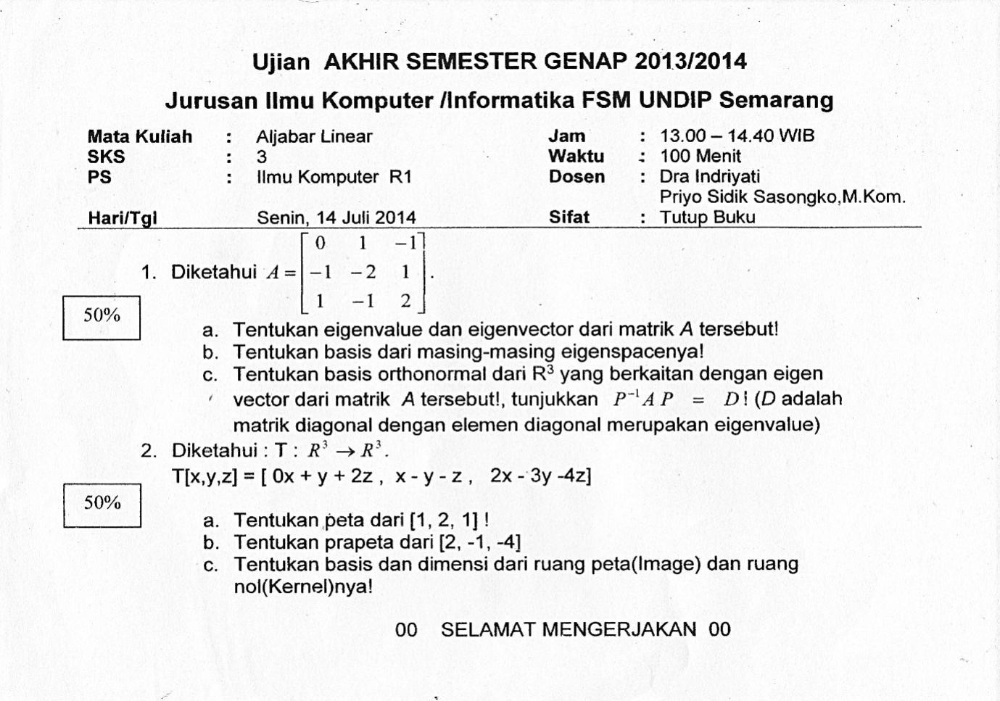 Ujian AKHIR SEMESTER GENAP 2013/2014
Jurusan Ilmu Komputer /Informatika FSM UNDIP Semarang
Mata Kuliah : Aljabar Linear Jam : 13.00 – 14.40 WIB
SKS : 3 Waktu : 100 Menit
PS : Ilmu Komputer R1 Dosen : Dra Indriyati
Priyo Sidik Sasongko,M.Kom.
Hari/Tgl Senin, 14 Juli 2014 Sifat : Tutup Buku
0 1 −1
1. Diketahui A = −1 −2 1 .
1 −1 2
50%
a. Tentukan eigenvalue dan eigenvector dari matrik A tersebut!
b. Tentukan basis dari masing-masing eigenspacenya!
c. Tentukan basis orthonormal dari R³ yang berkaitan dengan eigen
vector dari matrik A tersebut!, tunjukkan P⁻¹ A P = D ! (D adalah
matrik diagonal dengan elemen diagonal merupakan eigenvalue)
2. Diketahui : T : R³ → R³ .
T[x,y,z] = [ 0x + y + 2z , x - y - z , 2x - 3y -4z]
50%
a. Tentukan peta dari [1, 2, 1] !
b. Tentukan prapeta dari [2, -1, -4]
c. Tentukan basis dan dimensi dari ruang peta(Image) dan ruang
nol(Kernel)nya!
00 SELAMAT MENGERJAKAN 00